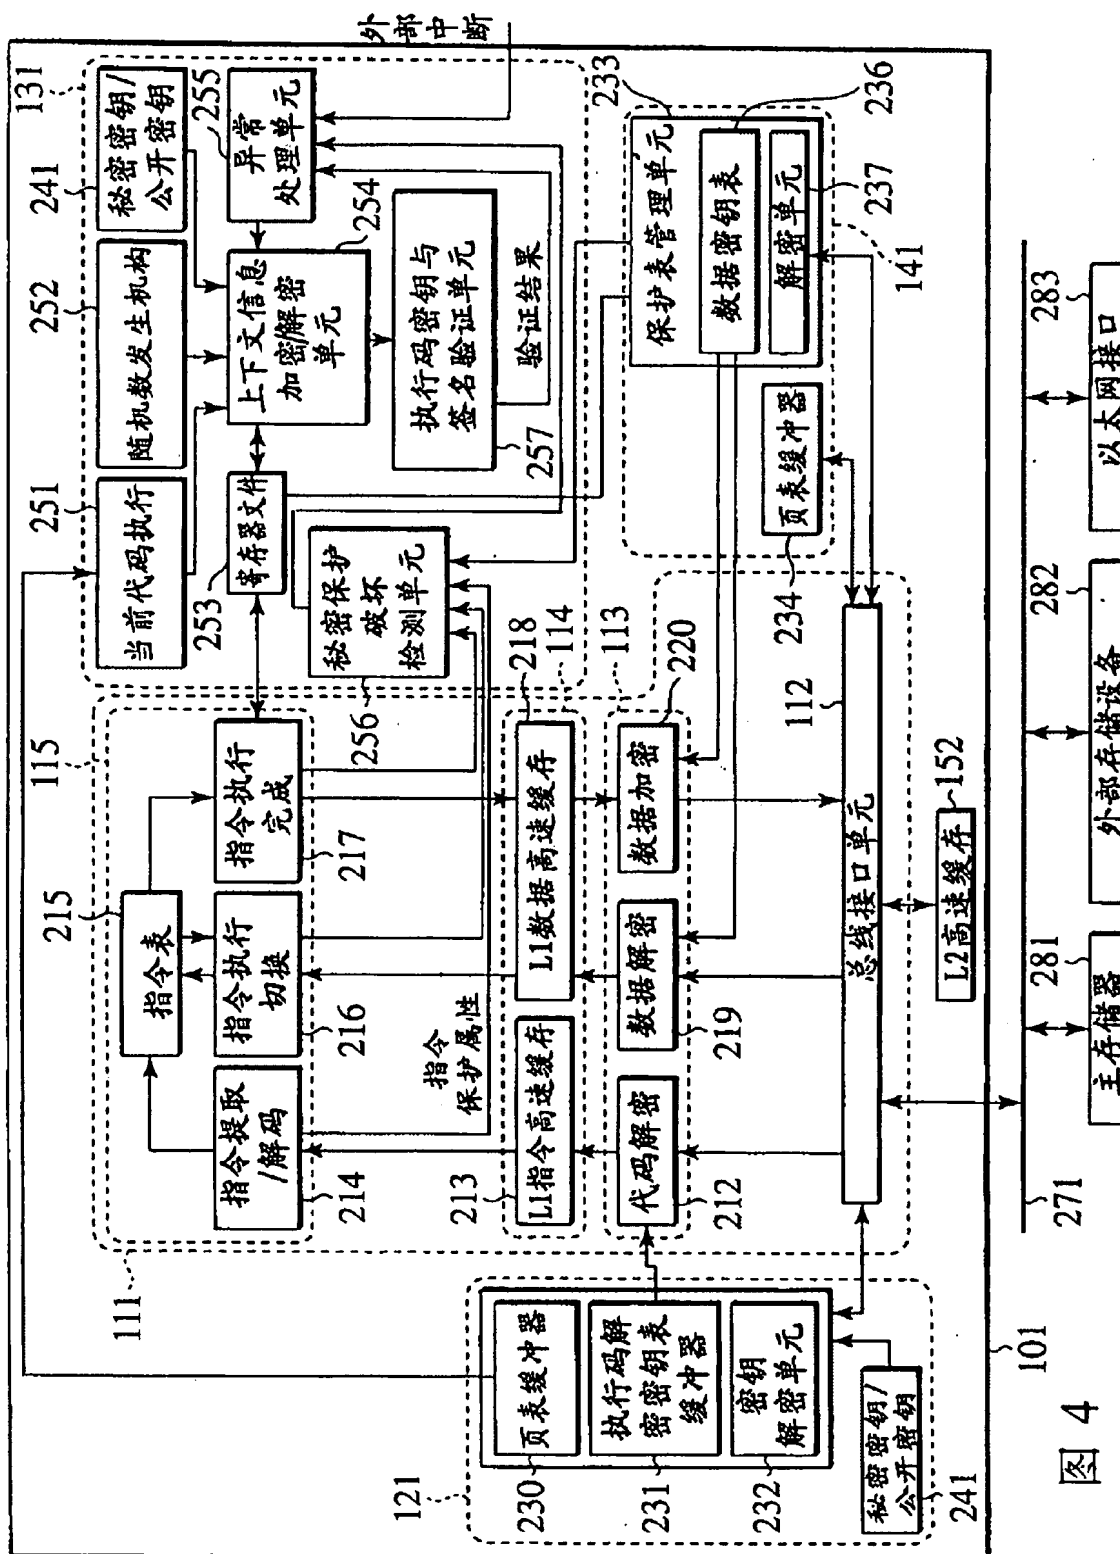 外部中断
131
241
秘密密钥/
公开密钥
252
随机数发生机构
251
当前代码执行
255
异常
处理单元
254
上下文信息
加密/解密
单元
253
寄存器文件
执行码密钥与
签名验证单元
257
验证结果
秘密保护
破坏
检测单元
256
233
保护表管理单元
236
数据密钥表
237
解密单元
141
页表缓冲器
234
115
215
指令表
指令执行
完成
217
指令执行
切换
216
指令提取
/解码
214
指令
保护属性
111
218
114
L1数据高速缓存
213
L1指令高速缓存
113
220
数据加密
数据解密
219
代码解密
212
112
总线接口单元
152
L2高速缓存
121
页表缓冲器
230
执行码解
密密钥表
缓冲器
231
密钥
解密单元
232
秘密密钥/
公开密钥
241
101
271
281
主存储器
282
外部存储设备
283
以太网接口
图 4